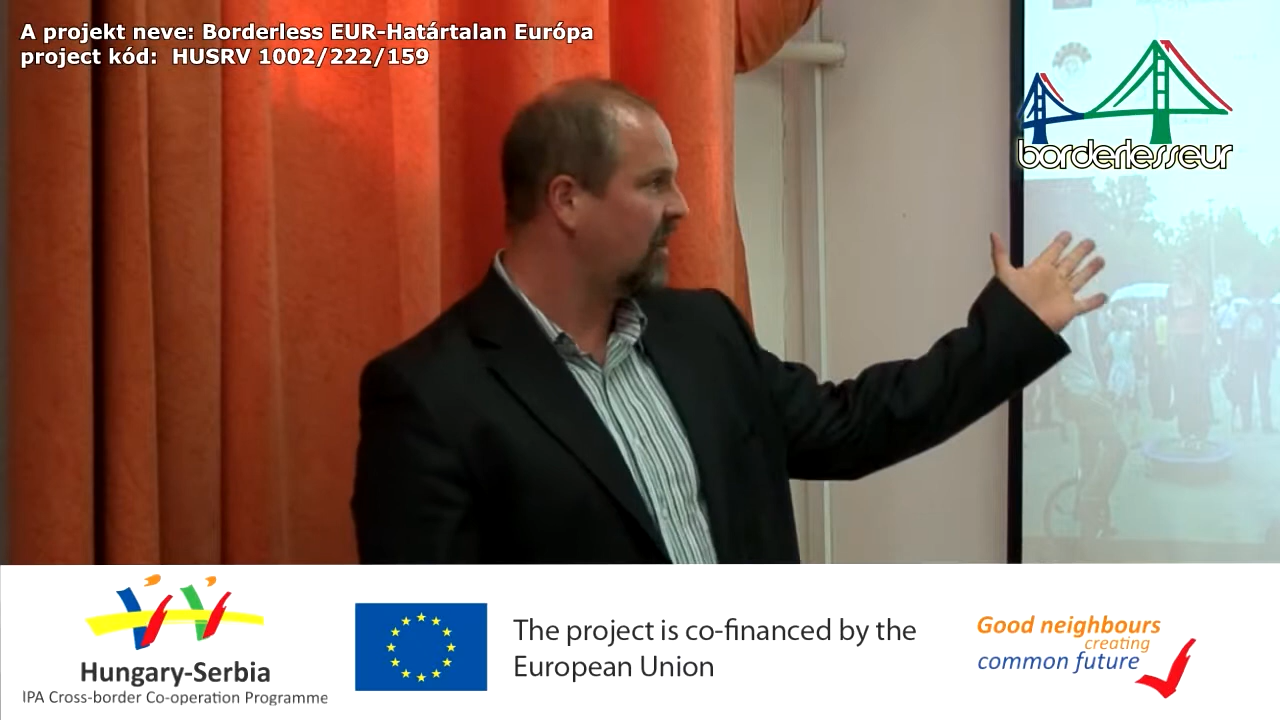 A projekt neve: Borderless EUR-Határtalan Európa
project kód: HUSRV 1002/222/159
borderlesseur
Hungary-Serbia
IPA Cross-border Co-operation Programme
The project is co-financed by the
European Union
Good neighbours
creating
common future